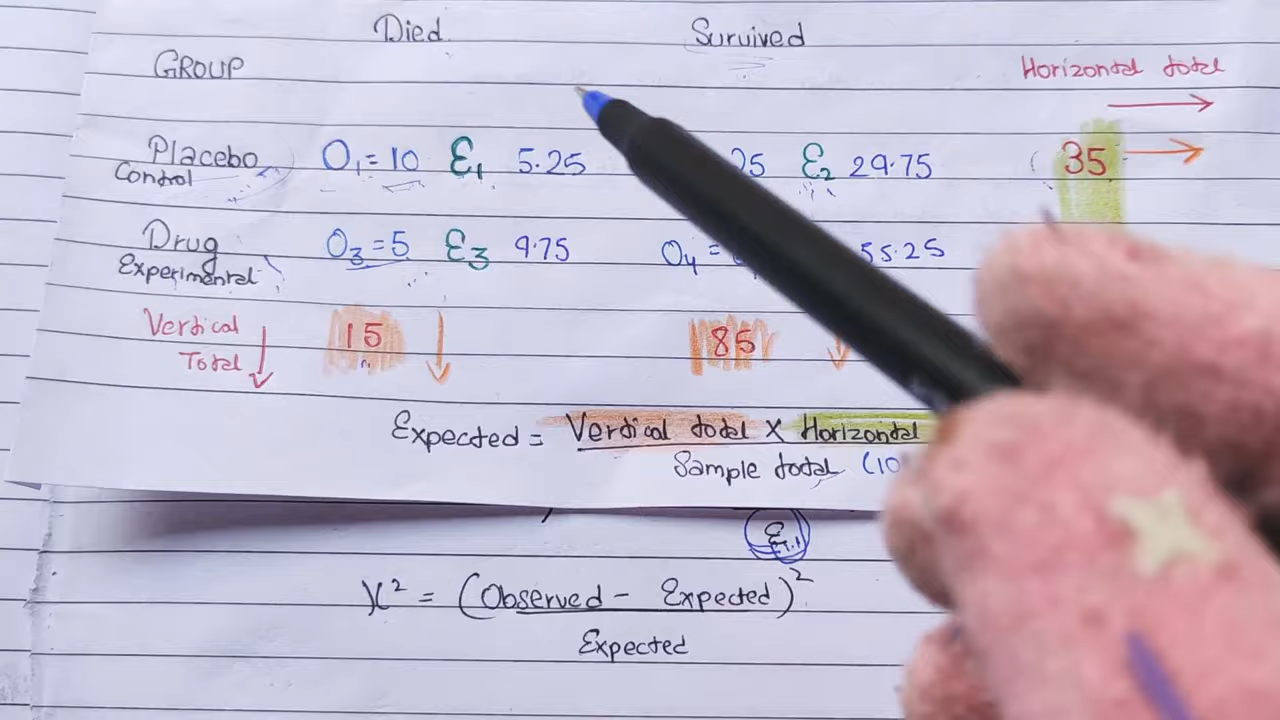 Died Survived
GROUP Horizontal total
Placebo O₁ = 10 E₁ 5.25 25 E₂ 29.75 35
Control
Drug O₃ = 5 E₃ 9.75 O₄ = 55.25
Experimental
Vertical 15 85
Total
Expected = Vertical total X Horizontal
Sample total (10
E₁.₁
X² = (Observed - Expected)²
Expected